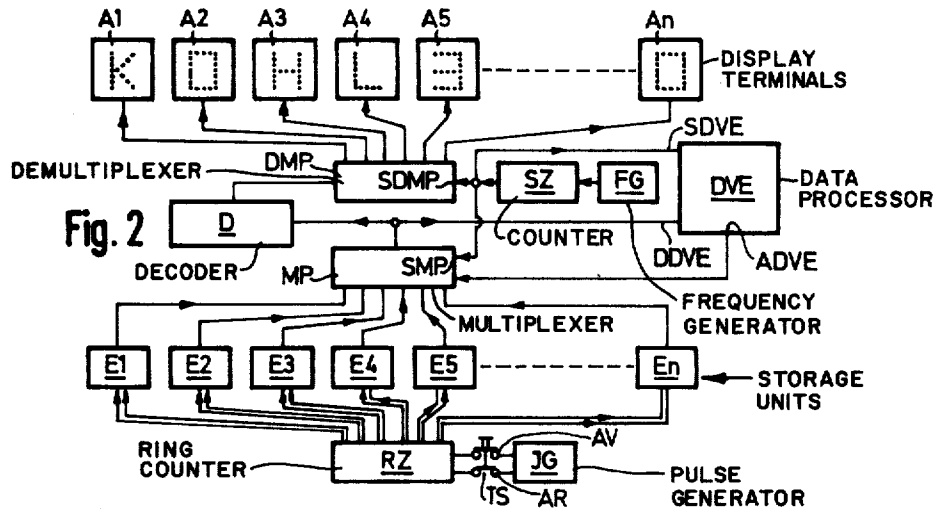 A1 A2 A3 A4 A5 An
K O H L 3 0
DISPLAY
TERMINALS
SDVE
DEMULTIPLEXER
DMP
SDMP
SZ
FG
DVE
DATA
PROCESSOR
Fig. 2
D
COUNTER
DDVE
ADVE
DECODER
MP
SMP
FREQUENCY
GENERATOR
MULTIPLEXER
E1 E2 E3 E4 E5 En
STORAGE
UNITS
RING
COUNTER
RZ
AV
JG
TS
AR
PULSE
GENERATOR